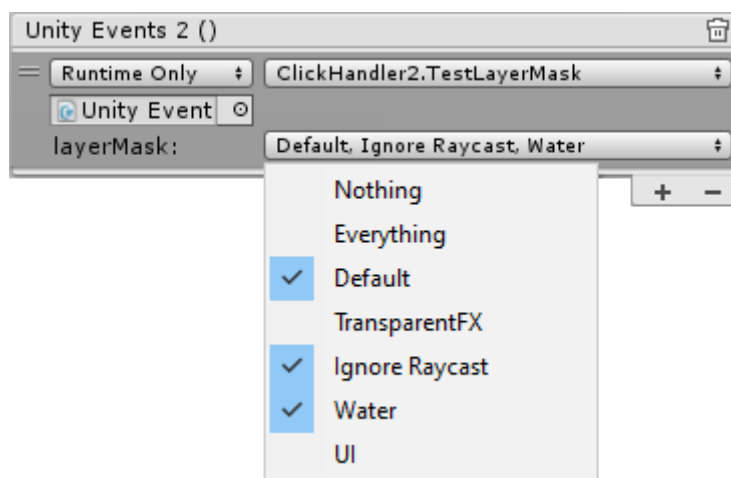 Unity Events 2 ()
Runtime Only ClickHandler2.TestLayerMask
Unity Event
layerMask: Default, Ignore Raycast, Water
Nothing
Everything
Default
TransparentFX
Ignore Raycast
Water
UI